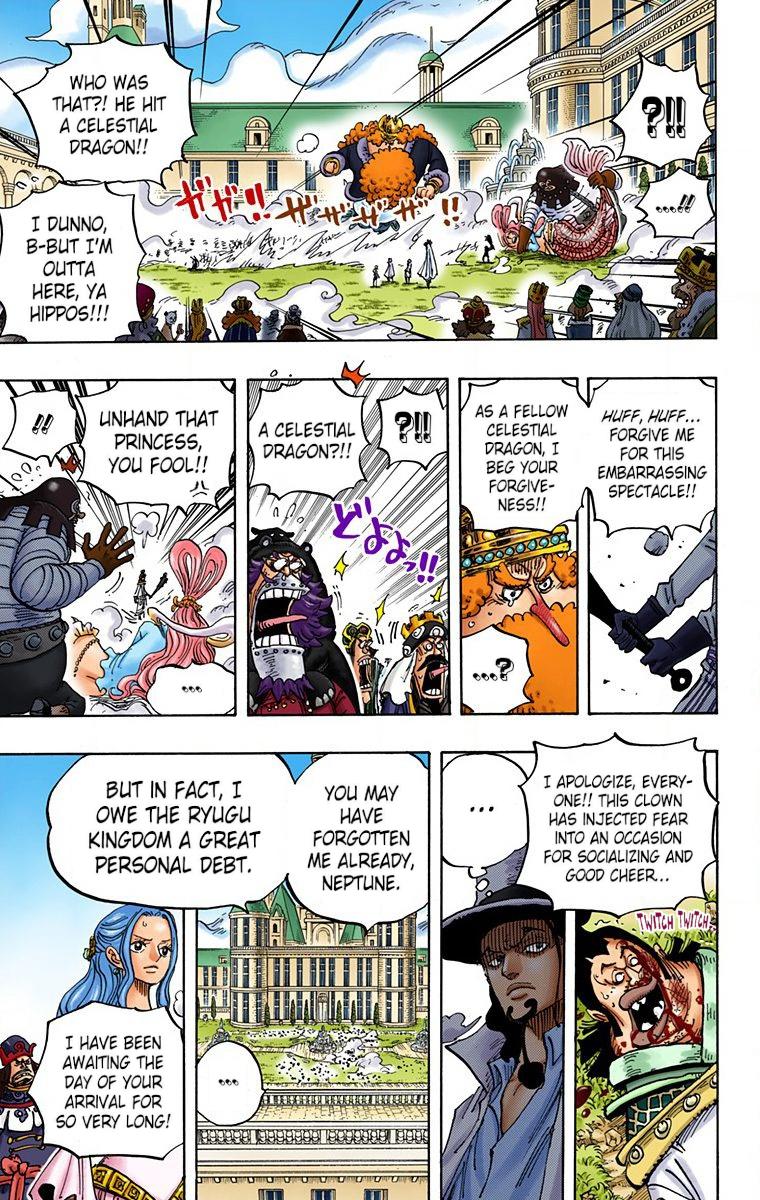 ?!!
...!!
WHO WAS
THAT?! HE HIT
A CELESTIAL
DRAGON!!
I DUNNO,
B-BUT I'M
OUTTA
HERE, YA
HIPPOS!!!
ガガ!!
ザザザザ!!
HUFF, HUFF...
FORGIVE ME
FOR THIS
EMBARRASSING
SPECTACLE!!
AS A FELLOW
CELESTIAL
DRAGON, I
BEG YOUR
FORGIVE-
NESS!!
...?
?!!
A CELESTIAL
DRAGON?!!
どよよっ!!
UNHAND THAT
PRINCESS,
YOU FOOL!!
!!
...
I APOLOGIZE, EVERY-
ONE!! THIS CLOWN
HAS INJECTED FEAR
INTO AN OCCASION
FOR SOCIALIZING AND
GOOD CHEER...
TWITCH TWITCH
...
YOU MAY
HAVE
FORGOTTEN
ME ALREADY,
NEPTUNE.
BUT IN FACT, I
OWE THE RYUGU
KINGDOM A GREAT
PERSONAL DEBT.
...
I HAVE BEEN
AWAITING THE
DAY OF YOUR
ARRIVAL FOR
SO VERY LONG!